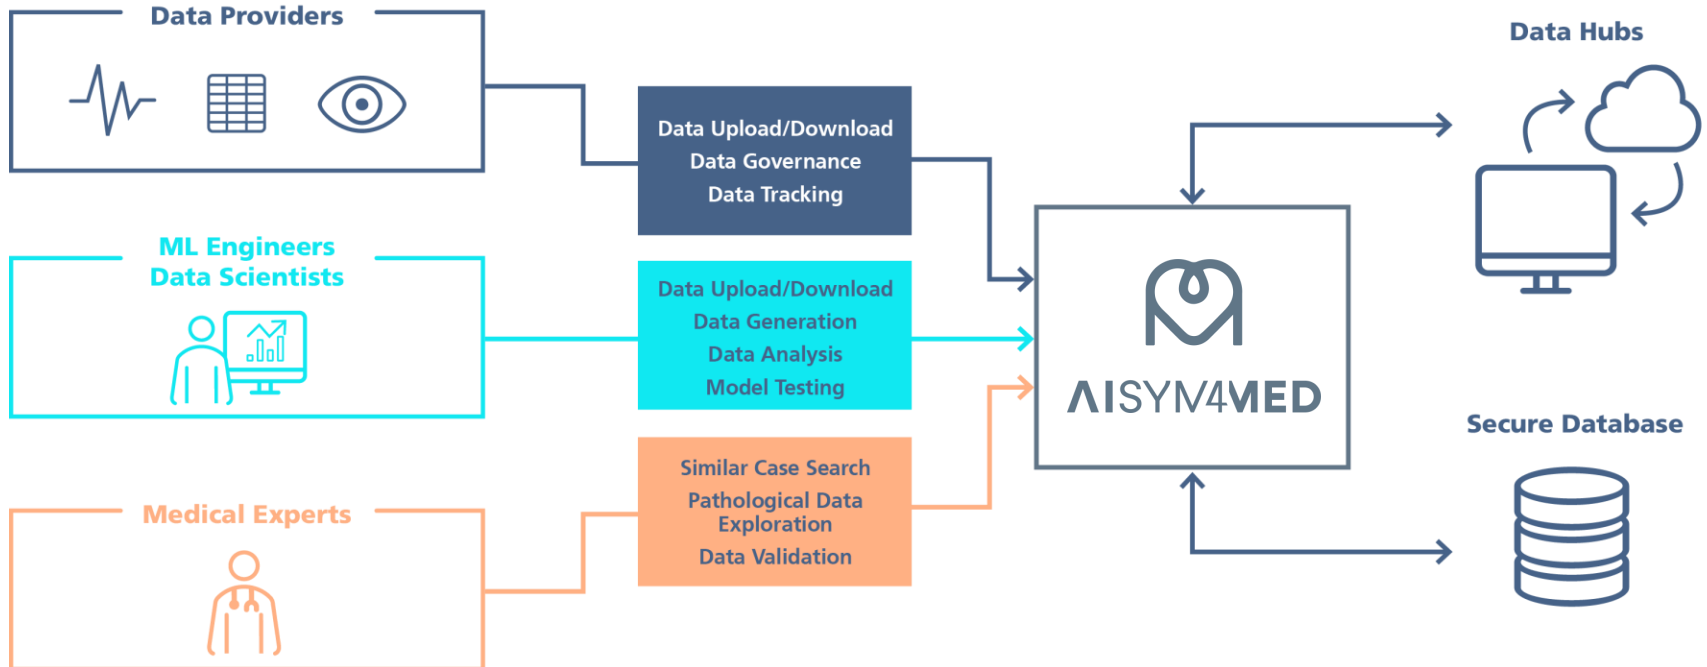 Data Providers
Data Upload/Download
Data Governance
Data Tracking
ML Engineers
Data Scientists
Data Upload/Download
Data Generation
Data Analysis
Model Testing
Medical Experts
Similar Case Search
Pathological Data
Exploration
Data Validation
AISYM4MED
Data Hubs
Secure Database